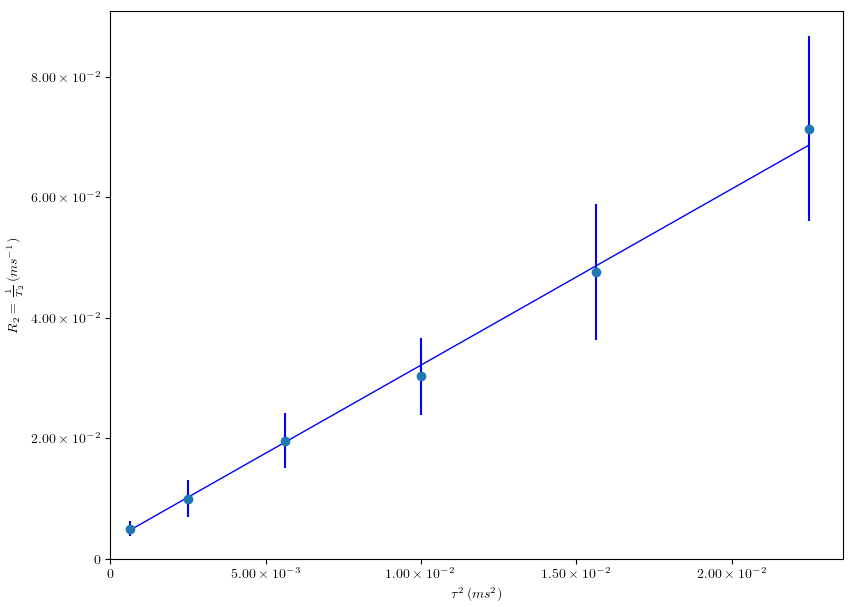 8.00 × 10⁻²
6.00 × 10⁻²
4.00 × 10⁻²
2.00 × 10⁻²
0
R₂ = 1/T₂ (ms⁻¹)
0
5.00 × 10⁻³
1.00 × 10⁻²
1.50 × 10⁻²
2.00 × 10⁻²
τ² (ms²)